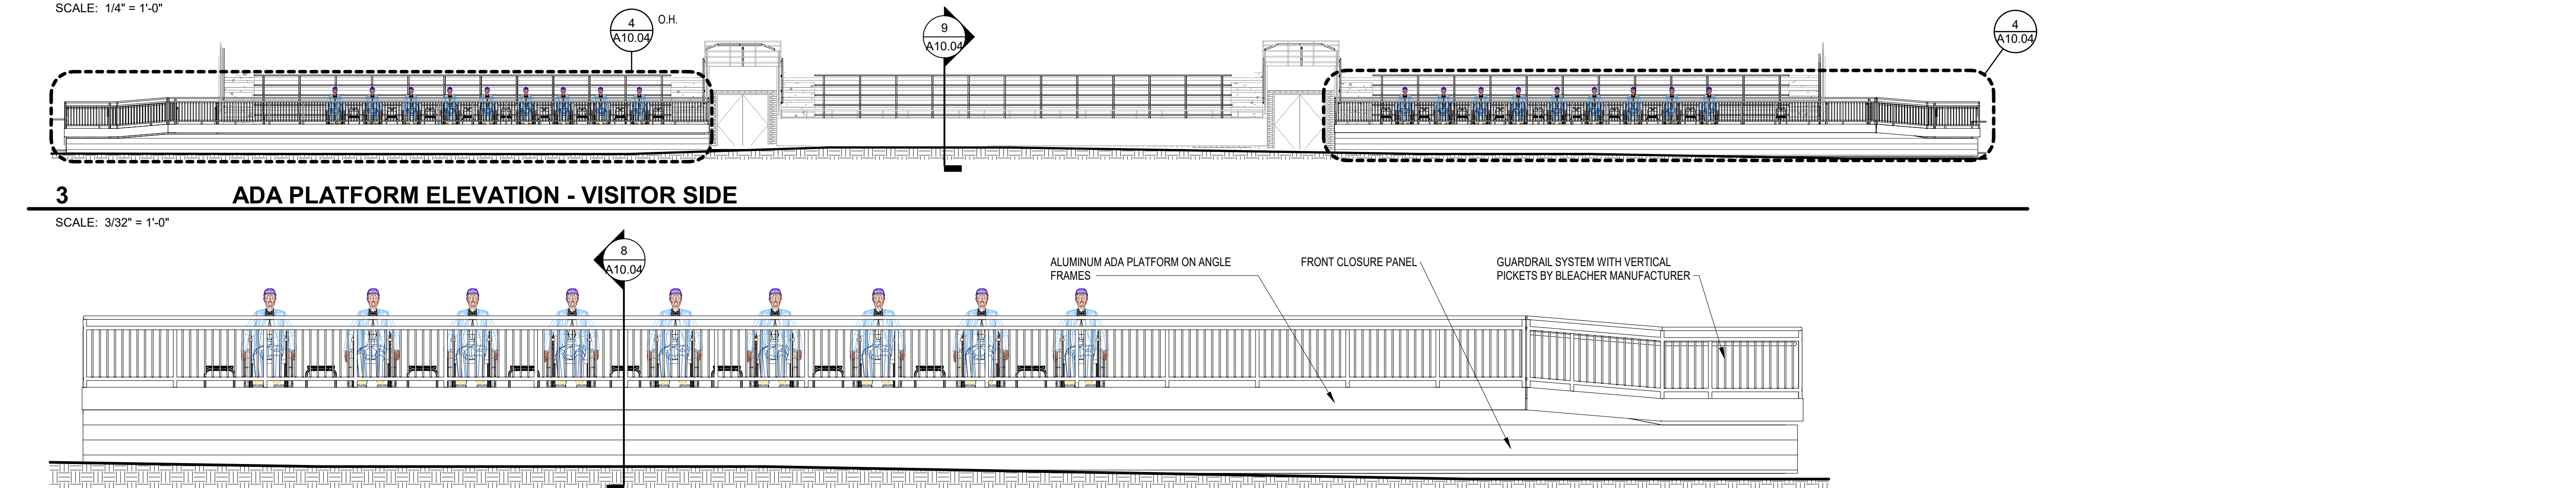 SCALE: 1/4" = 1'-0"
4
A10.04
O.H.
9
A10.04
4
A10.04
3 ADA PLATFORM ELEVATION - VISITOR SIDE
SCALE: 3/32" = 1'-0"
8
A10.04
ALUMINUM ADA PLATFORM ON ANGLE
FRAMES
FRONT CLOSURE PANEL
GUARDRAIL SYSTEM WITH VERTICAL
PICKETS BY BLEACHER MANUFACTURER